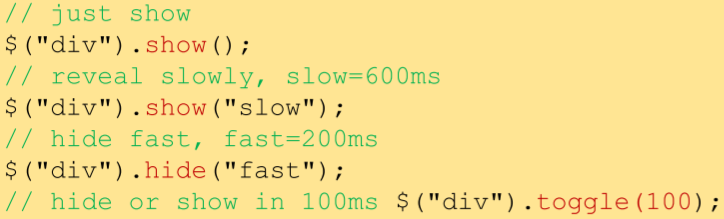 // just show
$("div").show();
// reveal slowly, slow=600ms
$("div").show("slow");
// hide fast, fast=200ms
$("div").hide("fast");
// hide or show in 100ms $("div").toggle(100);